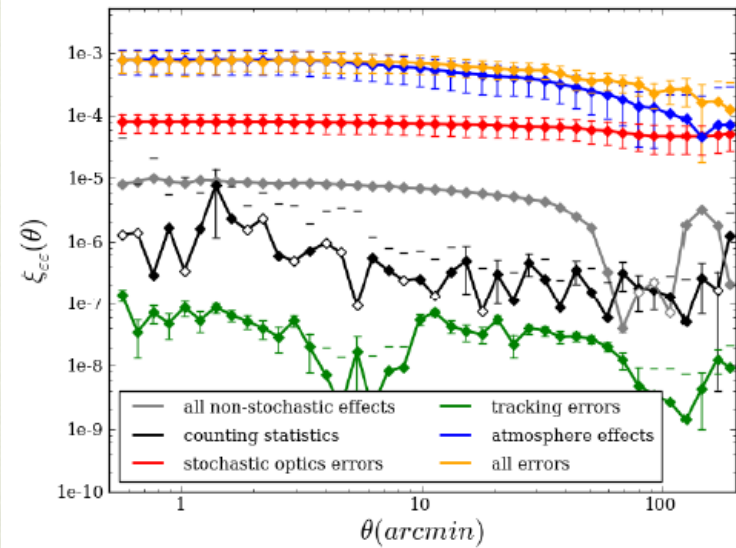 1e-3
1e-4
1e-5
1e-6
1e-7
1e-8
1e-9
1e-10
ξεε(θ)
all non-stochastic effects
counting statistics
stochastic optics errors
tracking errors
atmosphere effects
all errors
1 10 100
θ(arcmin)